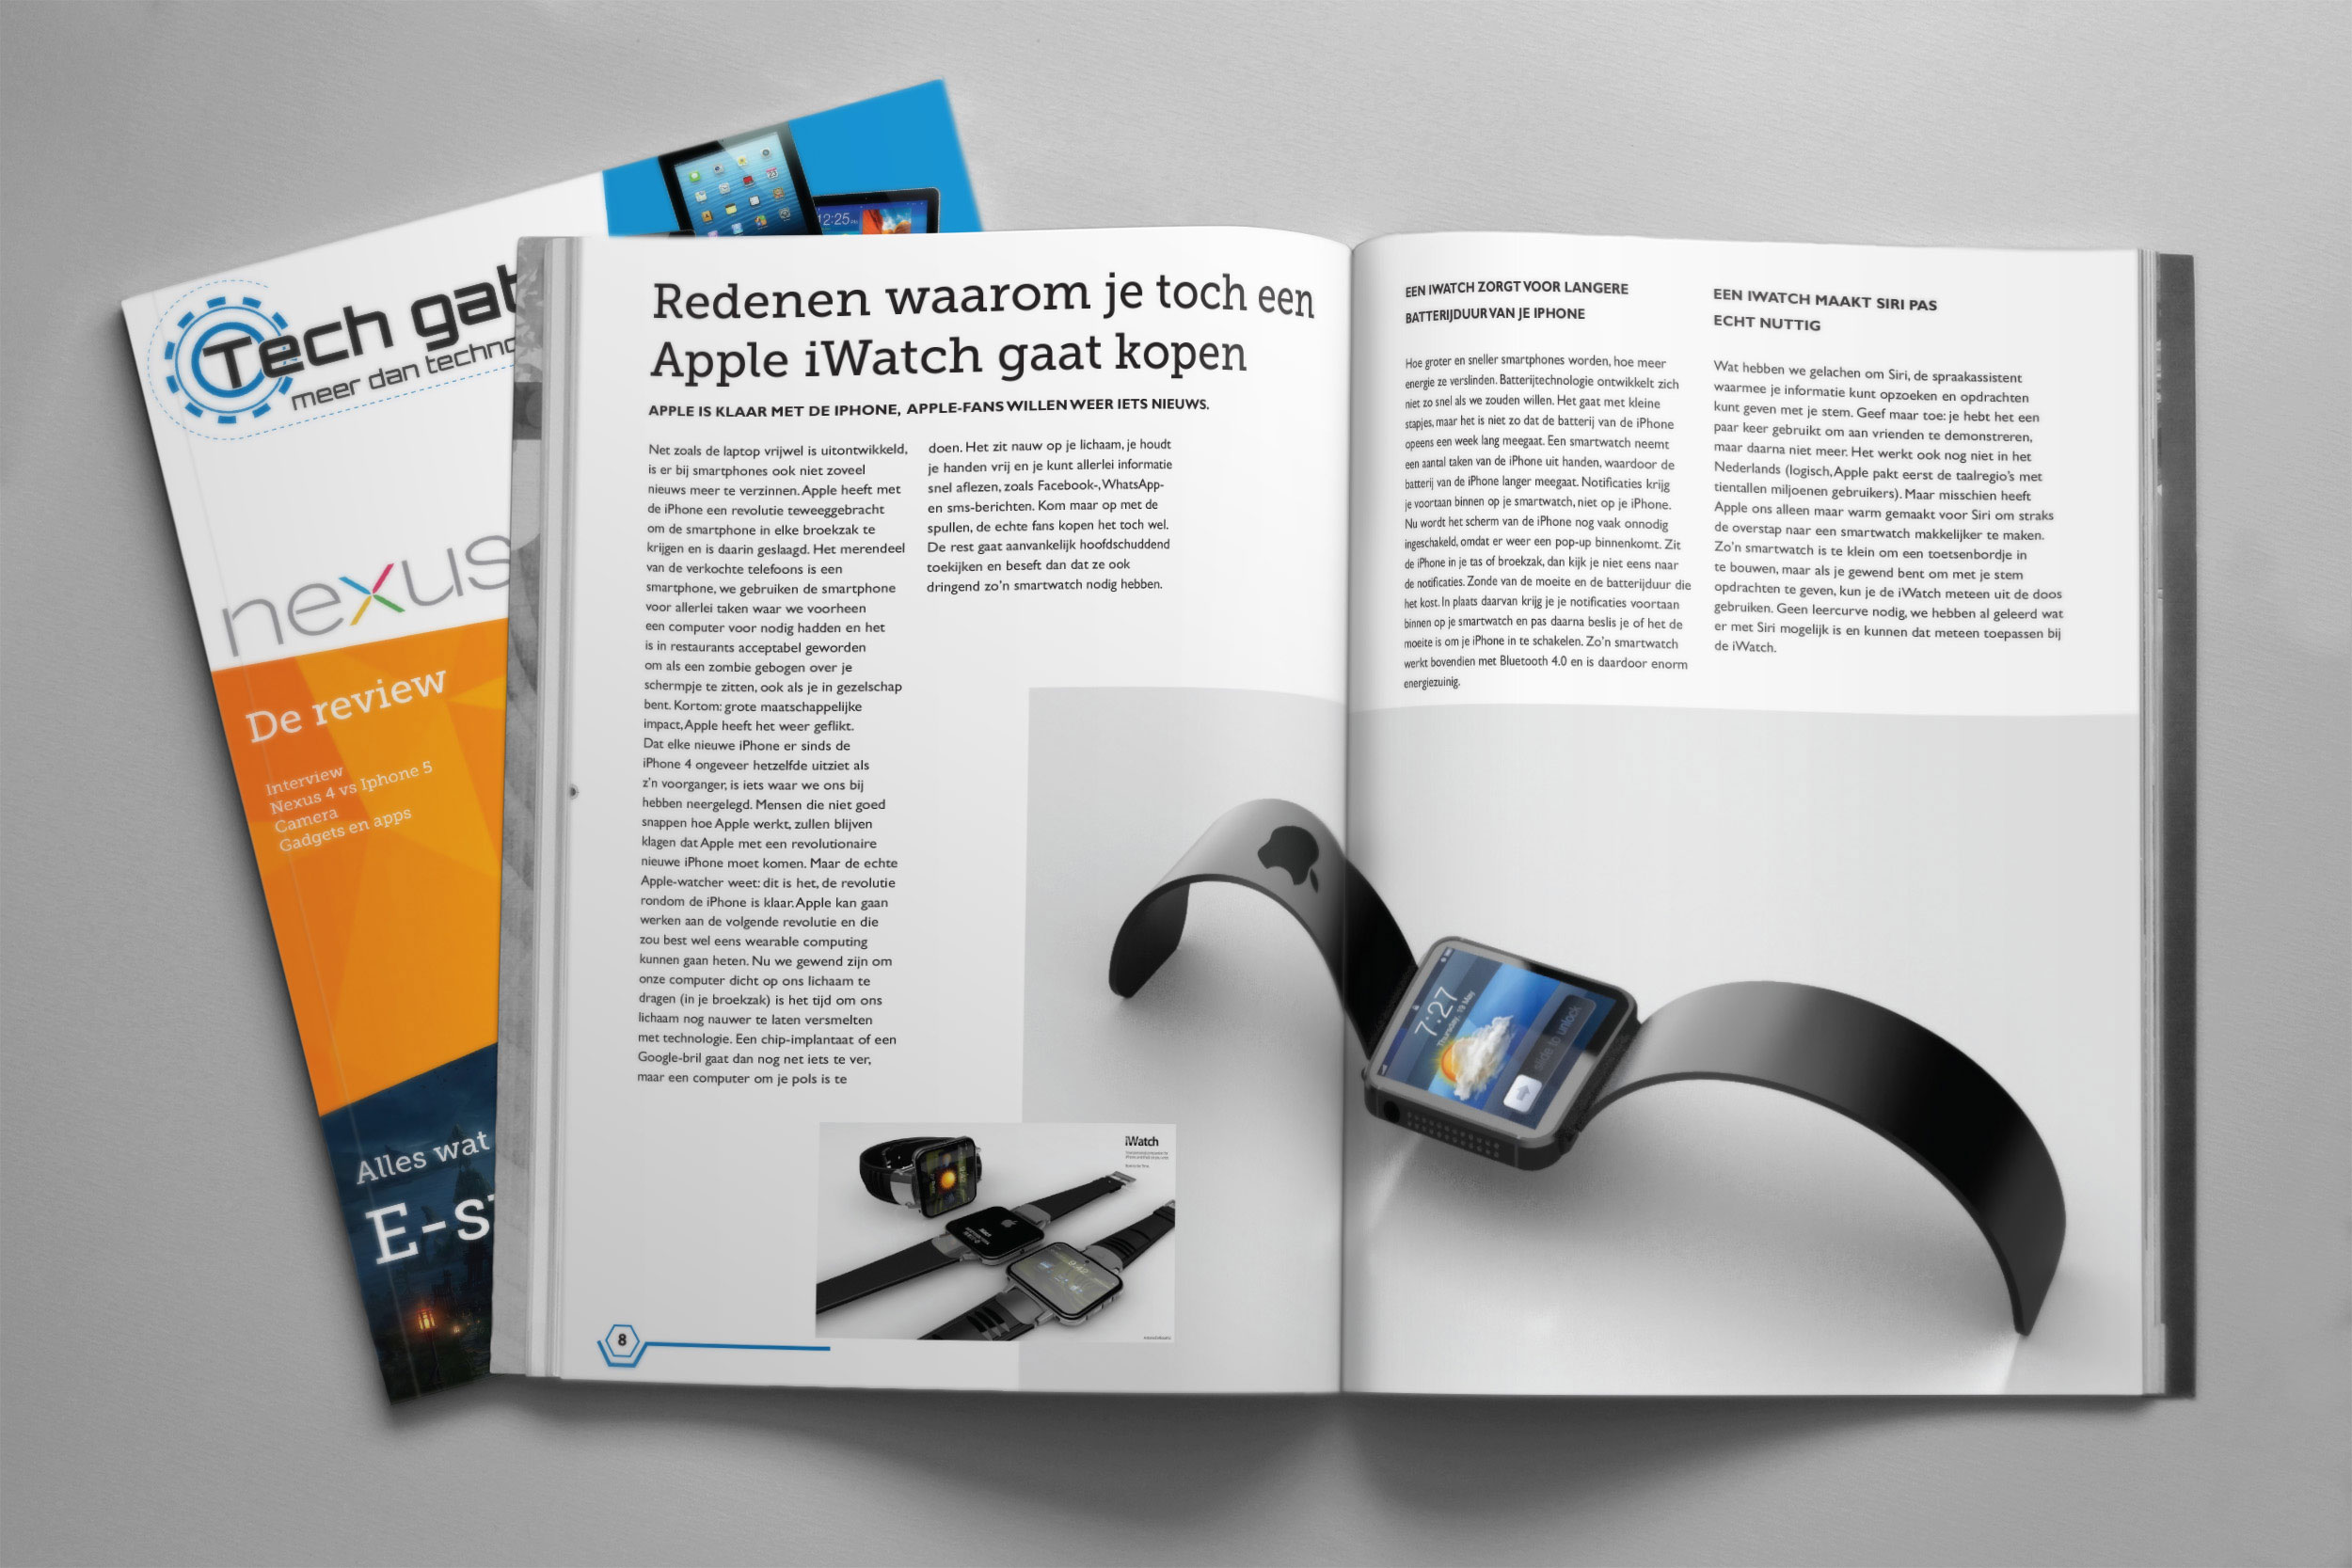 Tech gat
meer dan techno
nexus
De review
Interview
Nexus 4 vs Iphone 5
Camera
Gadgets en apps
Alles wat
E-s
12:25
Redenen waarom je toch een
Apple iWatch gaat kopen
APPLE IS KLAAR MET DE IPHONE, APPLE-FANS WILLEN WEER IETS NIEUWS.
Net zoals de laptop vrijwel is uitontwikkeld,
is er bij smartphones ook niet zoveel
nieuws meer te verzinnen. Apple heeft met
de iPhone een revolutie teweeggebracht
om de smartphone in elke broekzak te
krijgen en is daarin geslaagd. Het merendeel
van de verkochte telefoons is een
smartphone, we gebruiken de smartphone
voor allerlei taken waar we voorheen
een computer voor nodig hadden en het
is in restaurants acceptabel geworden
om als een zombie gebogen over je
schermpje te zitten, ook als je in gezelschap
bent. Kortom: grote maatschappelijke
impact, Apple heeft het weer geflikt.
Dat elke nieuwe iPhone er sinds de
iPhone 4 ongeveer hetzelfde uitziet als
z'n voorganger, is iets waar we ons bij
hebben neergelegd. Mensen die niet goed
snappen hoe Apple werkt, zullen blijven
klagen dat Apple met een revolutionaire
nieuwe iPhone moet komen. Maar de echte
Apple-watcher weet: dit is het, de revolutie
rondom de iPhone is klaar. Apple kan gaan
werken aan de volgende revolutie en die
zou best wel eens wearable computing
kunnen gaan heten. Nu we gewend zijn om
onze computer dicht op ons lichaam te
dragen (in je broekzak) is het tijd om ons
lichaam nog nauwer te laten versmelten
met technologie. Een chip-implantaat of een
Google-bril gaat dan nog net iets te ver,
maar een computer om je pols is te
doen. Het zit nauw op je lichaam, je houdt
je handen vrij en je kunt allerlei informatie
snel aflezen, zoals Facebook-, WhatsApp-
en sms-berichten. Kom maar op met de
spullen, de echte fans kopen het toch wel.
De rest gaat aanvankelijk hoofdschuddend
toekijken en beseft dan dat ze ook
dringend zo'n smartwatch nodig hebben.
iWatch
8
EEN IWATCH ZORGT VOOR LANGERE
BATTERIJDUUR VAN JE IPHONE
Hoe groter en sneller smartphones worden, hoe meer
energie ze verslinden. Batterijtechnologie ontwikkelt zich
niet zo snel als we zouden willen. Het gaat met kleine
stapjes, maar het is niet zo dat de batterij van de iPhone
opeens een week lang meegaat. Een smartwatch neemt
een aantal taken van de iPhone uit handen, waardoor de
batterij van de iPhone langer meegaat. Notificaties krijg
je voortaan binnen op je smartwatch, niet op je iPhone.
Nu wordt het scherm van de iPhone nog vaak onnodig
ingeschakeld, omdat er weer een pop-up binnenkomt. Zit
de iPhone in je tas of broekzak, dan kijk je niet eens naar
de notificaties. Zonde van de moeite en de batterijduur die
het kost. In plaats daarvan krijg je je notificaties voortaan
binnen op je smartwatch en pas daarna beslis je of het de
moeite is om je iPhone in te schakelen. Zo'n smartwatch
werkt bovendien met Bluetooth 4.0 en is daardoor enorm
energiezuinig.
EEN IWATCH MAAKT SIRI PAS
ECHT NUTTIG
Wat hebben we gelachen om Siri, de spraakassistent
waarmee je informatie kunt opzoeken en opdrachten
kunt geven met je stem. Geef maar toe: je hebt het een
paar keer gebruikt om aan vrienden te demonstreren,
maar daarna niet meer. Het werkt ook nog niet in het
Nederlands (logisch, Apple pakt eerst de taalregio's met
tientallen miljoenen gebruikers). Maar misschien heeft
Apple ons alleen maar warm gemaakt voor Siri om straks
de overstap naar een smartwatch makkelijker te maken.
Zo'n smartwatch is te klein om een toetsenbordje in
te bouwen, maar als je gewend bent om met je stem
opdrachten te geven, kun je de iWatch meteen uit de doos
gebruiken. Geen leercurve nodig, we hebben al geleerd wat
er met Siri mogelijk is en kunnen dat meteen toepassen bij
de iWatch.
7:27
Thursday, 19 May
slide to unlock